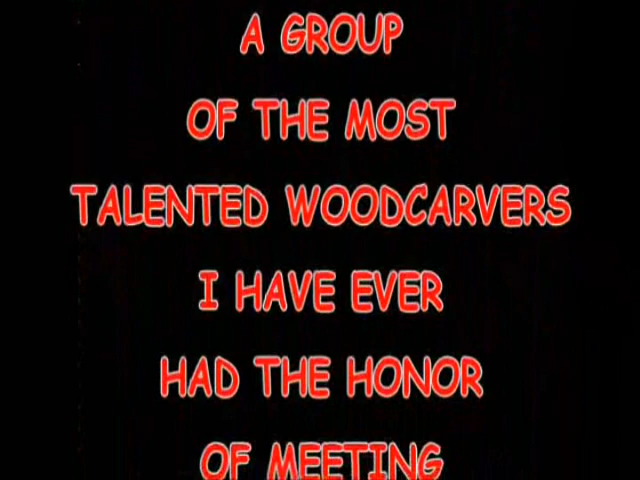 A GROUP
OF THE MOST
TALENTED WOODCARVERS
I HAVE EVER
HAD THE HONOR
OF MEETING